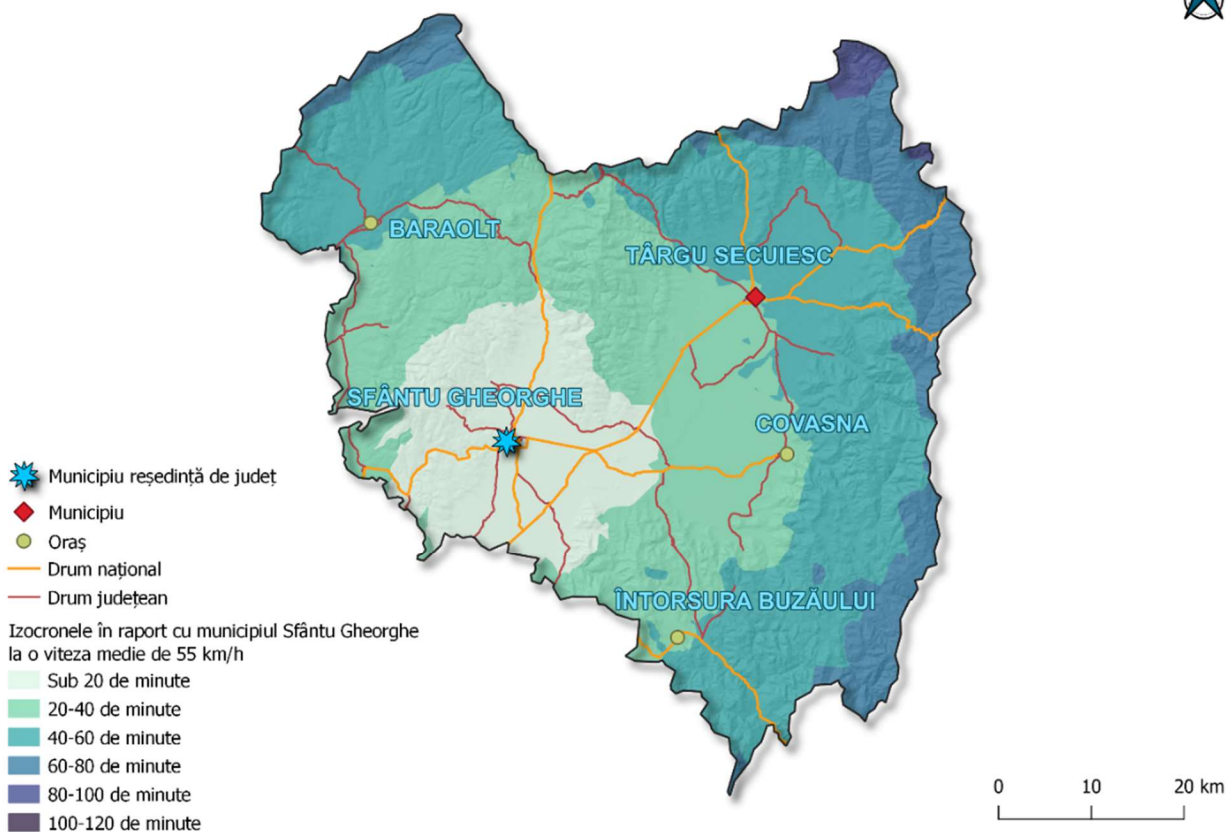 BARAOLT
TÂRGU SECUIESC
SFÂNTU GHEORGHE
COVASNA
ÎNTORSURA BUZĂULUI
Municipiu reședință de județ
Municipiu
Oraș
Drum național
Drum județean
Izocronele în raport cu municipiul Sfântu Gheorghe
la o viteza medie de 55 km/h
Sub 20 de minute
20-40 de minute
40-60 de minute
60-80 de minute
80-100 de minute
100-120 de minute
0 10 20 km